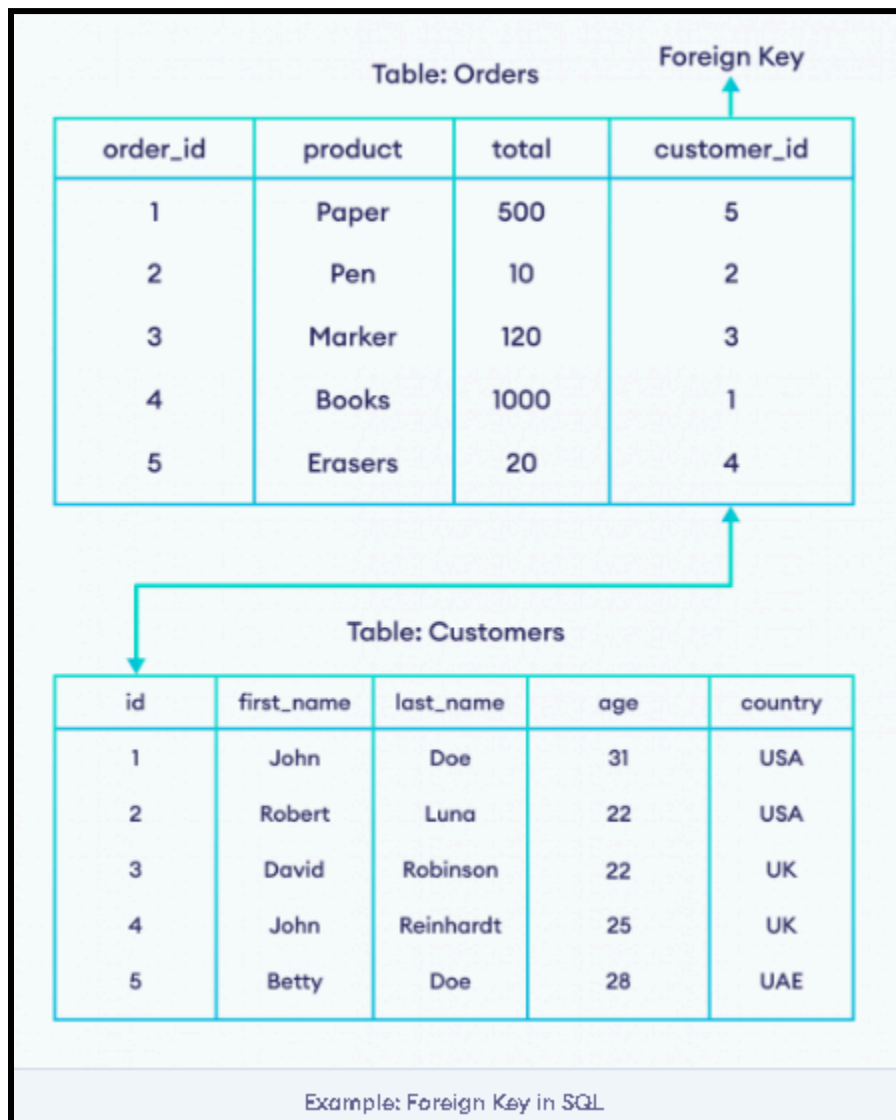 Foreign Key
Table: Orders
order_id product total customer_id
1 Paper 500 5
2 Pen 10 2
3 Marker 120 3
4 Books 1000 1
5 Erasers 20 4
Table: Customers
id first_name last_name age country
1 John Doe 31 USA
2 Robert Luna 22 USA
3 David Robinson 22 UK
4 John Reinhardt 25 UK
5 Betty Doe 28 UAE
Example: Foreign Key in SQL